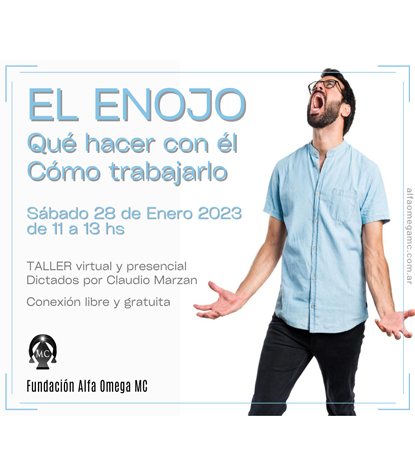 EL ENOJO
Qué hacer con él
Cómo trabajarlo
Sábado 28 de Enero 2023
de 11 a 13 hs
TALLER virtual y presencial
Dictados por Claudio Marzan
Conexión libre y gratuita
MC
Fundación Alfa Omega MC
alfaomegamc.com.ar